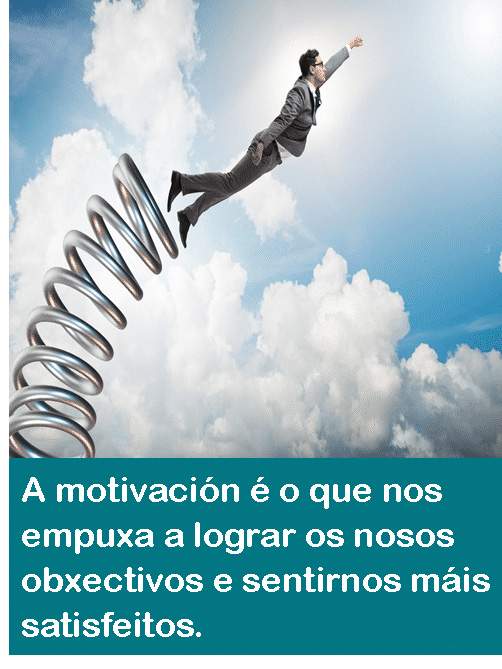 A motivación é o que nos
empuxa a lograr os nosos
obxectivos e sentirnos máis
satisfeitos.